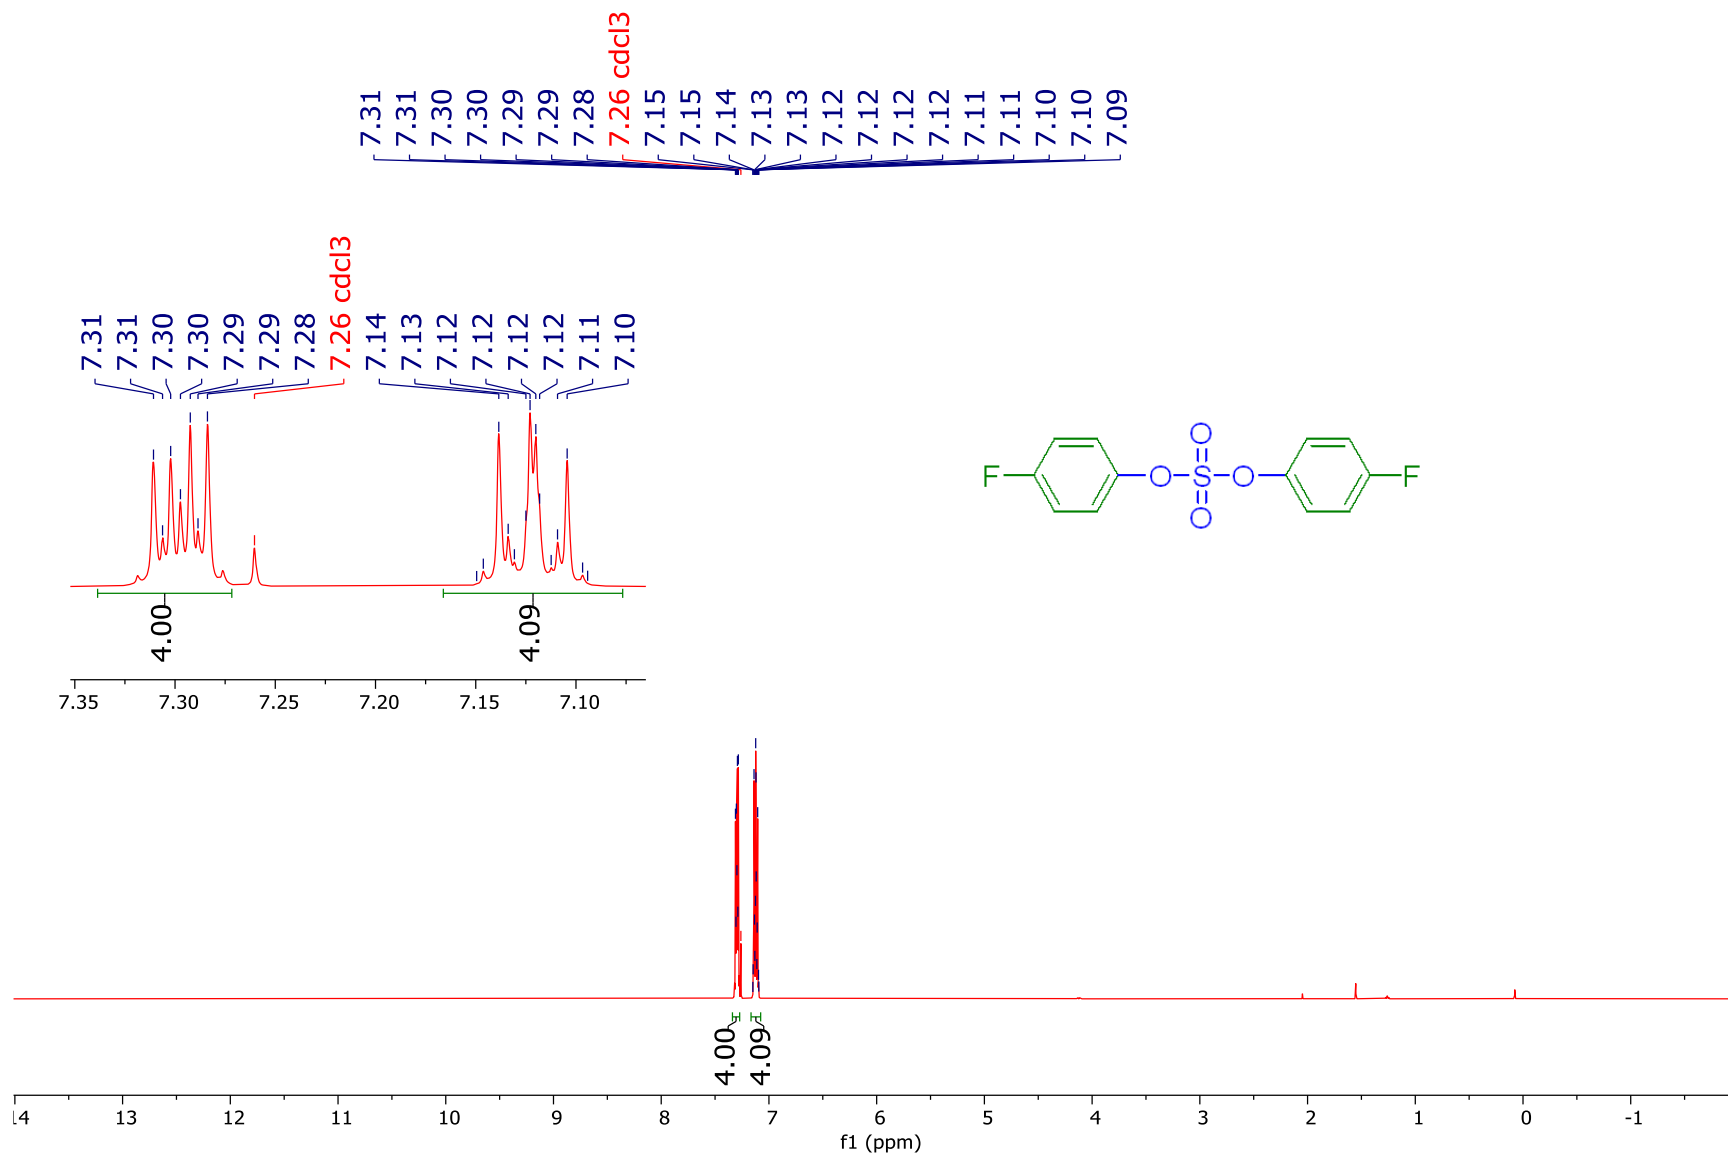 7.31 7.31 7.30 7.30 7.29 7.29 7.28 7.26 cdcl3 7.15 7.15 7.14 7.13 7.13 7.12 7.12 7.12 7.12 7.11 7.11 7.10 7.10 7.09
7.31 7.31 7.30 7.30 7.29 7.29 7.28 7.26 cdcl3 7.14 7.13 7.12 7.12 7.12 7.12 7.11 7.10
O
F O S O F
O
4.00 4.09
7.35 7.30 7.25 7.20 7.15 7.10
4.00 4.09
14 13 12 11 10 9 8 7 6 5 4 3 2 1 0 -1
f1 (ppm)